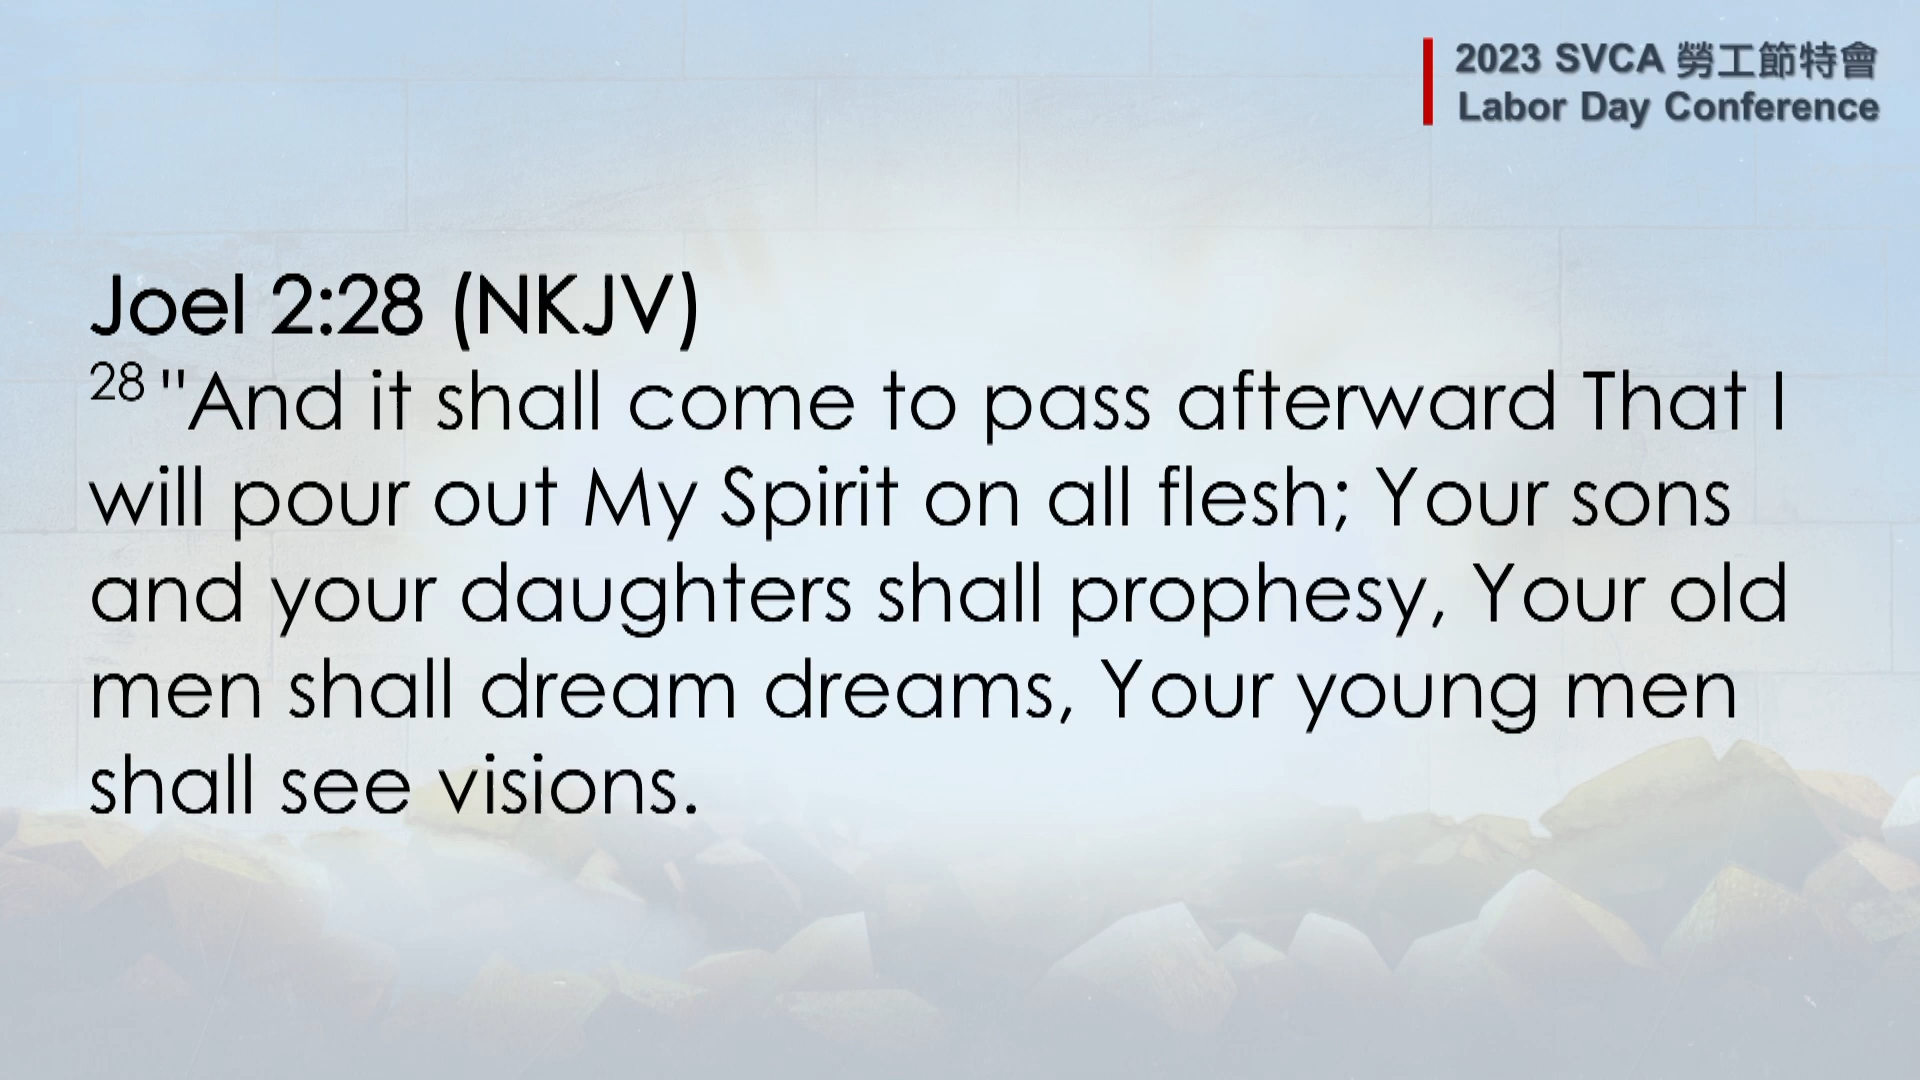 2023 SVCA 勞工節特會
Labor Day Conference
Joel 2:28 (NKJV)
28 "And it shall come to pass afterward That I
will pour out My Spirit on all flesh; Your sons
and your daughters shall prophesy, Your old
men shall dream dreams, Your young men
shall see visions.